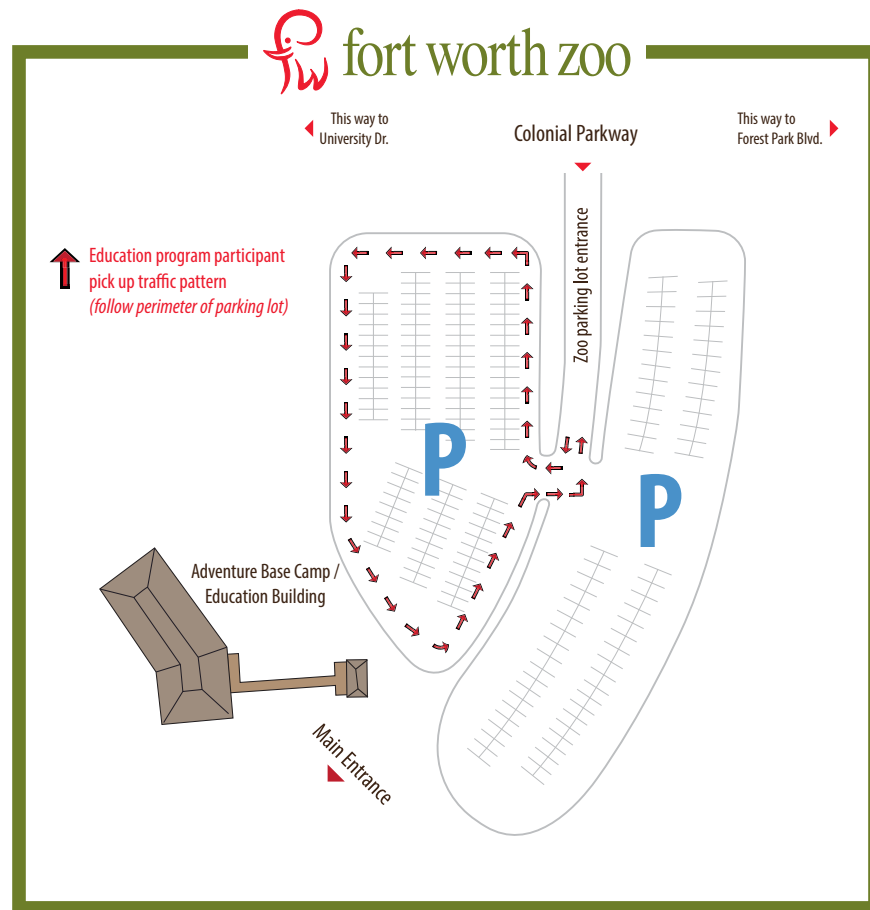 fort worth zoo
This way to
University Dr.
Colonial Parkway
This way to
Forest Park Blvd.
Zoo parking lot entrance
Education program participant
pick up traffic pattern
(follow perimeter of parking lot)
P
P
Adventure Base Camp /
Education Building
Main Entrance